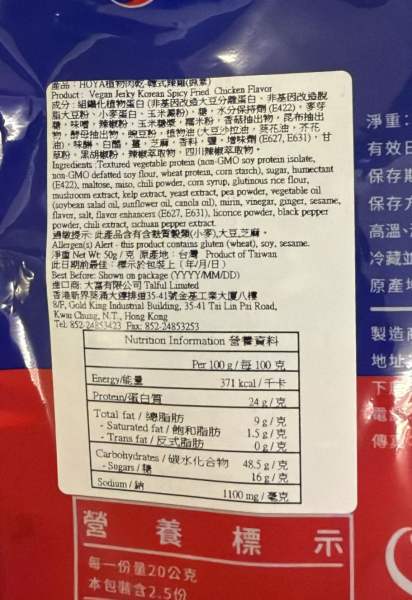 產品：HOYA植物肉乾-韓式辣雞(純素)
Product : Vegan Jerky Korean Spicy Fried Chicken Flavor
成分：組織化植物蛋白 (非基因改造大豆分離蛋白、非基因改造脫
脂大豆粉、小麥蛋白、玉米澱粉)、糖、水分保持劑 (E422)、麥芽
糖、味噌、辣椒粉、玉米糖漿、糯米粉、香菇抽出物、昆布抽出
物、酵母抽出物、豌豆粉、植物油 (大豆沙拉油、葵花油、芥花
油)、味醂、白醋、薑、芝麻、香料、鹽、增味劑 (E627, E631)、甘
草粉、黑胡椒粉、辣椒萃取物、四川辣椒萃取物。
Ingredients :Textured vegetable protein (non-GMO soy protein isolate,
non-GMO defatted soy flour, wheat protein, corn starch), sugar, humectant
(E422), maltose, miso, chili powder, corn syrup, glutinous rice flour,
mushroom extract, kelp extract, yeast extract, pea powder, vegetable oil
(soybean salad oil, sunflower oil, canola oil), mirin, vinegar, ginger, sesame,
flavor, salt, flavor enhancers (E627, E631), licorice powder, black pepper
powder, chili extract, sichuan pepper extract.
過敏提示: 此產品含有含麩質穀類(小麥),大豆,芝麻。
Allergen(s) Alert - this product contains gluten (wheat), soy, sesame.
淨重 Net Wt: 50g / 克 原產地：台灣 Product of Taiwan
此日期前最佳：標示於包裝上 (年/月/日)
Best Before: Shown on package (YYYY/MM/DD)
進口商: 大富有限公司 Talful Limited
香港新界葵涌大連排道35-41號金基工業大廈八樓
8/F, Gold King Industrial Building, 35-41 Tai Lin Pai Road,
Kwai Chung, N.T., Hong Kong
Tel: 852-24853423 Fax: 852-24853253
Nutrition Information 營養資料
Per 100 g / 每 100 克
Energy/能量 371 kcal / 千卡
Protein/蛋白質 24 g / 克
Total fat / 總脂肪 9 g / 克
- Saturated fat / 飽和脂肪 1.5 g / 克
- Trans fat / 反式脂肪 0 g / 克
Carbohydrates / 碳水化合物 48.5 g / 克
- Sugars / 糖 16 g / 克
Sodium / 鈉 1100 mg / 毫克
淨重：
有效日
保存期
保存方
高溫、
冷藏並
原產地
製造商
地址
下
電
傳
營養標示
每一份量20公克
本包裝含2.5份